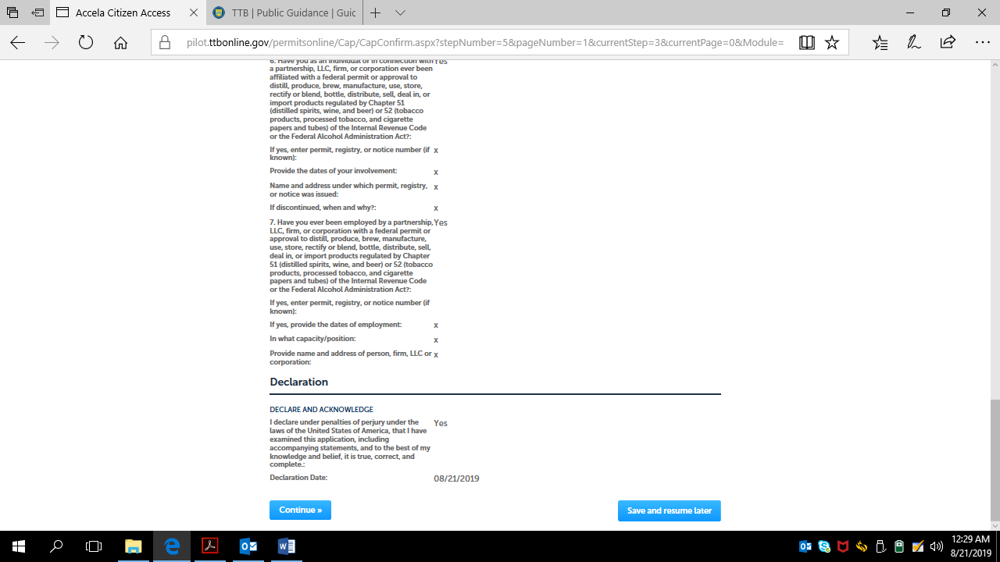 Accela Citizen Access
TTB | Public Guidance | Guic
pilot.ttbonline.gov/permitsonline/Cap/CapConfirm.aspx?stepNumber=5&pageNumber=1&currentStep=3&currentPage=0&Module=
6. Have you as an individual or in connection with Yes
a partnership, LLC, firm, or corporation ever been
affiliated with a federal permit or approval to
distill, produce, brew, manufacture, use, store,
rectify or blend, bottle, distribute, sell, deal in, or
import products regulated by Chapter 51
(distilled spirits, wine, and beer) or 52 (tobacco
products, processed tobacco, and cigarette
papers and tubes) of the Internal Revenue Code
or the Federal Alcohol Administration Act?:
If yes, enter permit, registry, or notice number (if x
known):
Provide the dates of your involvement: x
Name and address under which permit, registry, x
or notice was issued:
If discontinued, when and why?: x
7. Have you ever been employed by a partnership, Yes
LLC, firm, or corporation with a federal permit or
approval to distill, produce, brew, manufacture,
use, store, rectify or blend, bottle, distribute, sell,
deal in, or import products regulated by Chapter
51 (distilled spirits, wine, and beer) or 52 (tobacco
products, processed tobacco, and cigarette
papers and tubes) of the Internal Revenue Code
or the Federal Alcohol Administration Act?:
If yes, enter permit, registry, or notice number (if
known):
If yes, provide the dates of employment: x
In what capacity/position: x
Provide name and address of person, firm, LLC or x
corporation:
Declaration
DECLARE AND ACKNOWLEDGE
I declare under penalties of perjury under the Yes
laws of the United States of America, that I have
examined this application, including
accompanying statements, and to the best of my
knowledge and belief, it is true, correct, and
complete.:
Declaration Date: 08/21/2019
Continue »
Save and resume later
12:29 AM
8/21/2019